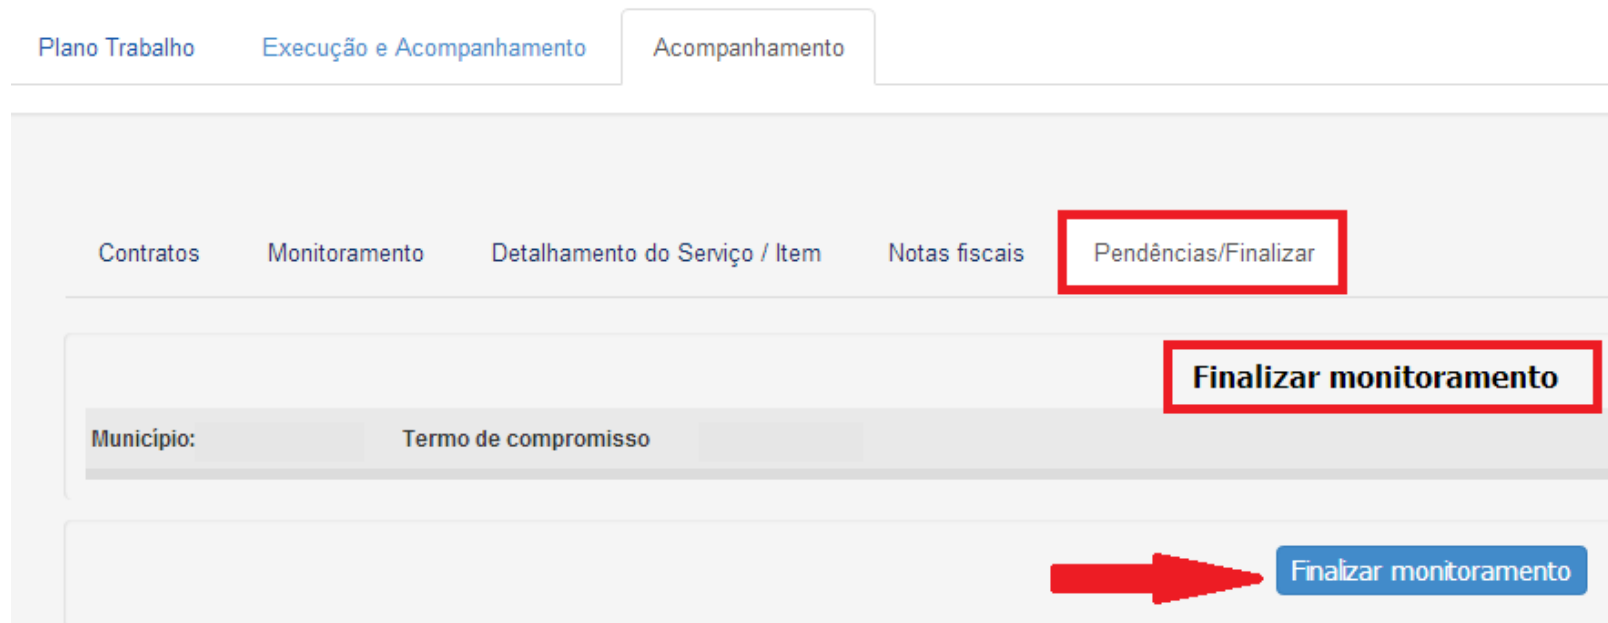 Plano Trabalho Execução e Acompanhamento Acompanhamento
Contratos Monitoramento Detalhamento do Serviço / Item Notas fiscais Pendências/Finalizar
Finalizar monitoramento
Município: Termo de compromisso
Finalizar monitoramento